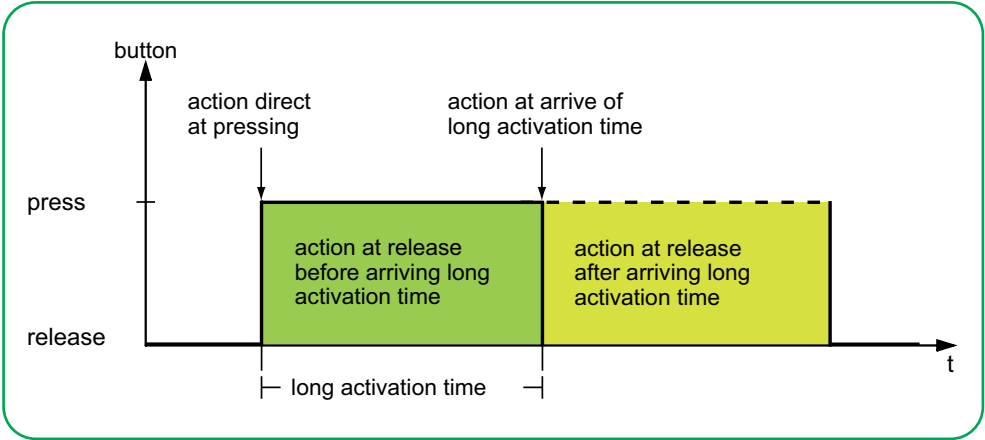 button
action direct
at pressing
action at arrive of
long activation time
press
action at release
before arriving long
activation time
action at release
after arriving long
activation time
release
t
long activation time